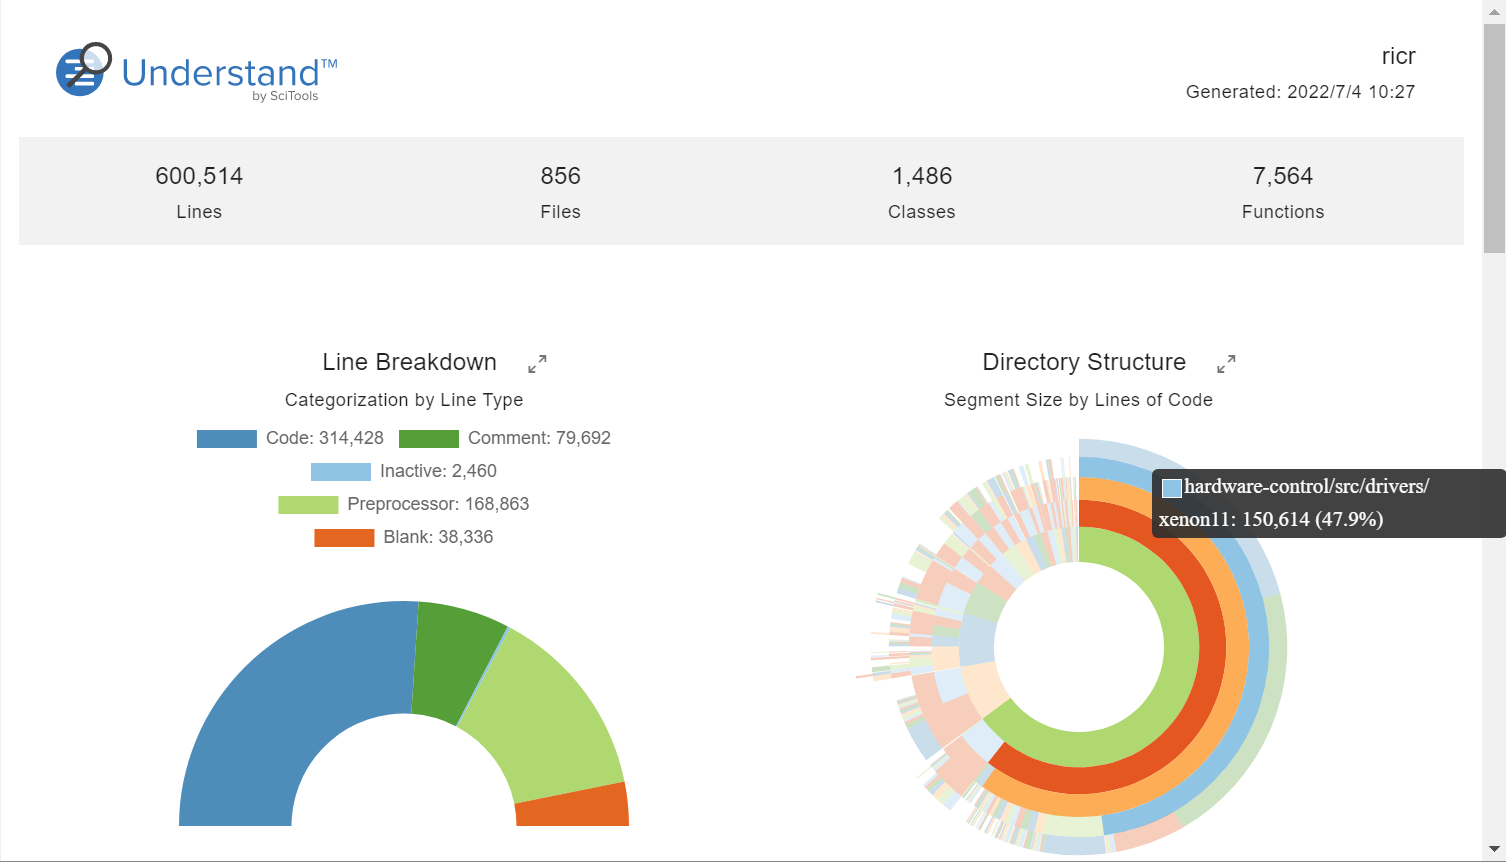 Understand™
by SciTools
ricr
Generated: 2022/7/4 10:27
600,514
Lines
856
Files
1,486
Classes
7,564
Functions
Line Breakdown
Categorization by Line Type
Code: 314,428 Comment: 79,692
Inactive: 2,460
Preprocessor: 168,863
Blank: 38,336
Directory Structure
Segment Size by Lines of Code
hardware-control/src/drivers/
xenon11: 150,614 (47.9%)